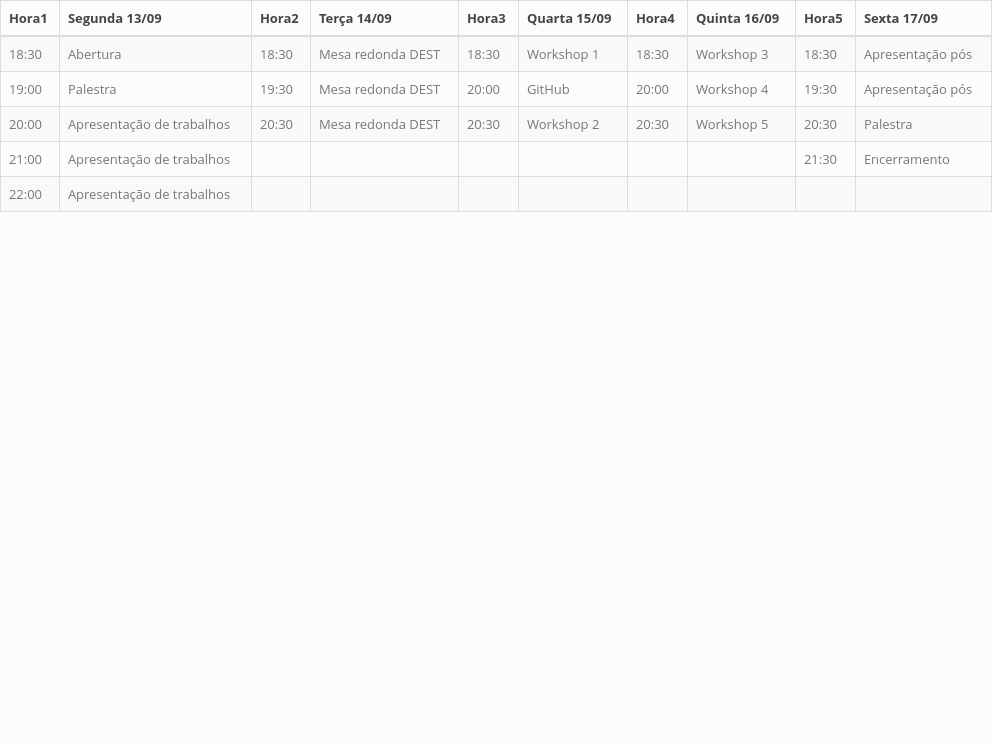 Hora1 Segunda 13/09 Hora2 Terça 14/09 Hora3 Quarta 15/09 Hora4 Quinta 16/09 Hora5 Sexta 17/09
18:30 Abertura 18:30 Mesa redonda DEST 18:30 Workshop 1 18:30 Workshop 3 18:30 Apresentação pós
19:00 Palestra 19:30 Mesa redonda DEST 20:00 GitHub 20:00 Workshop 4 19:30 Apresentação pós
20:00 Apresentação de trabalhos 20:30 Mesa redonda DEST 20:30 Workshop 2 20:30 Workshop 5 20:30 Palestra
21:00 Apresentação de trabalhos 21:30 Encerramento
22:00 Apresentação de trabalhos